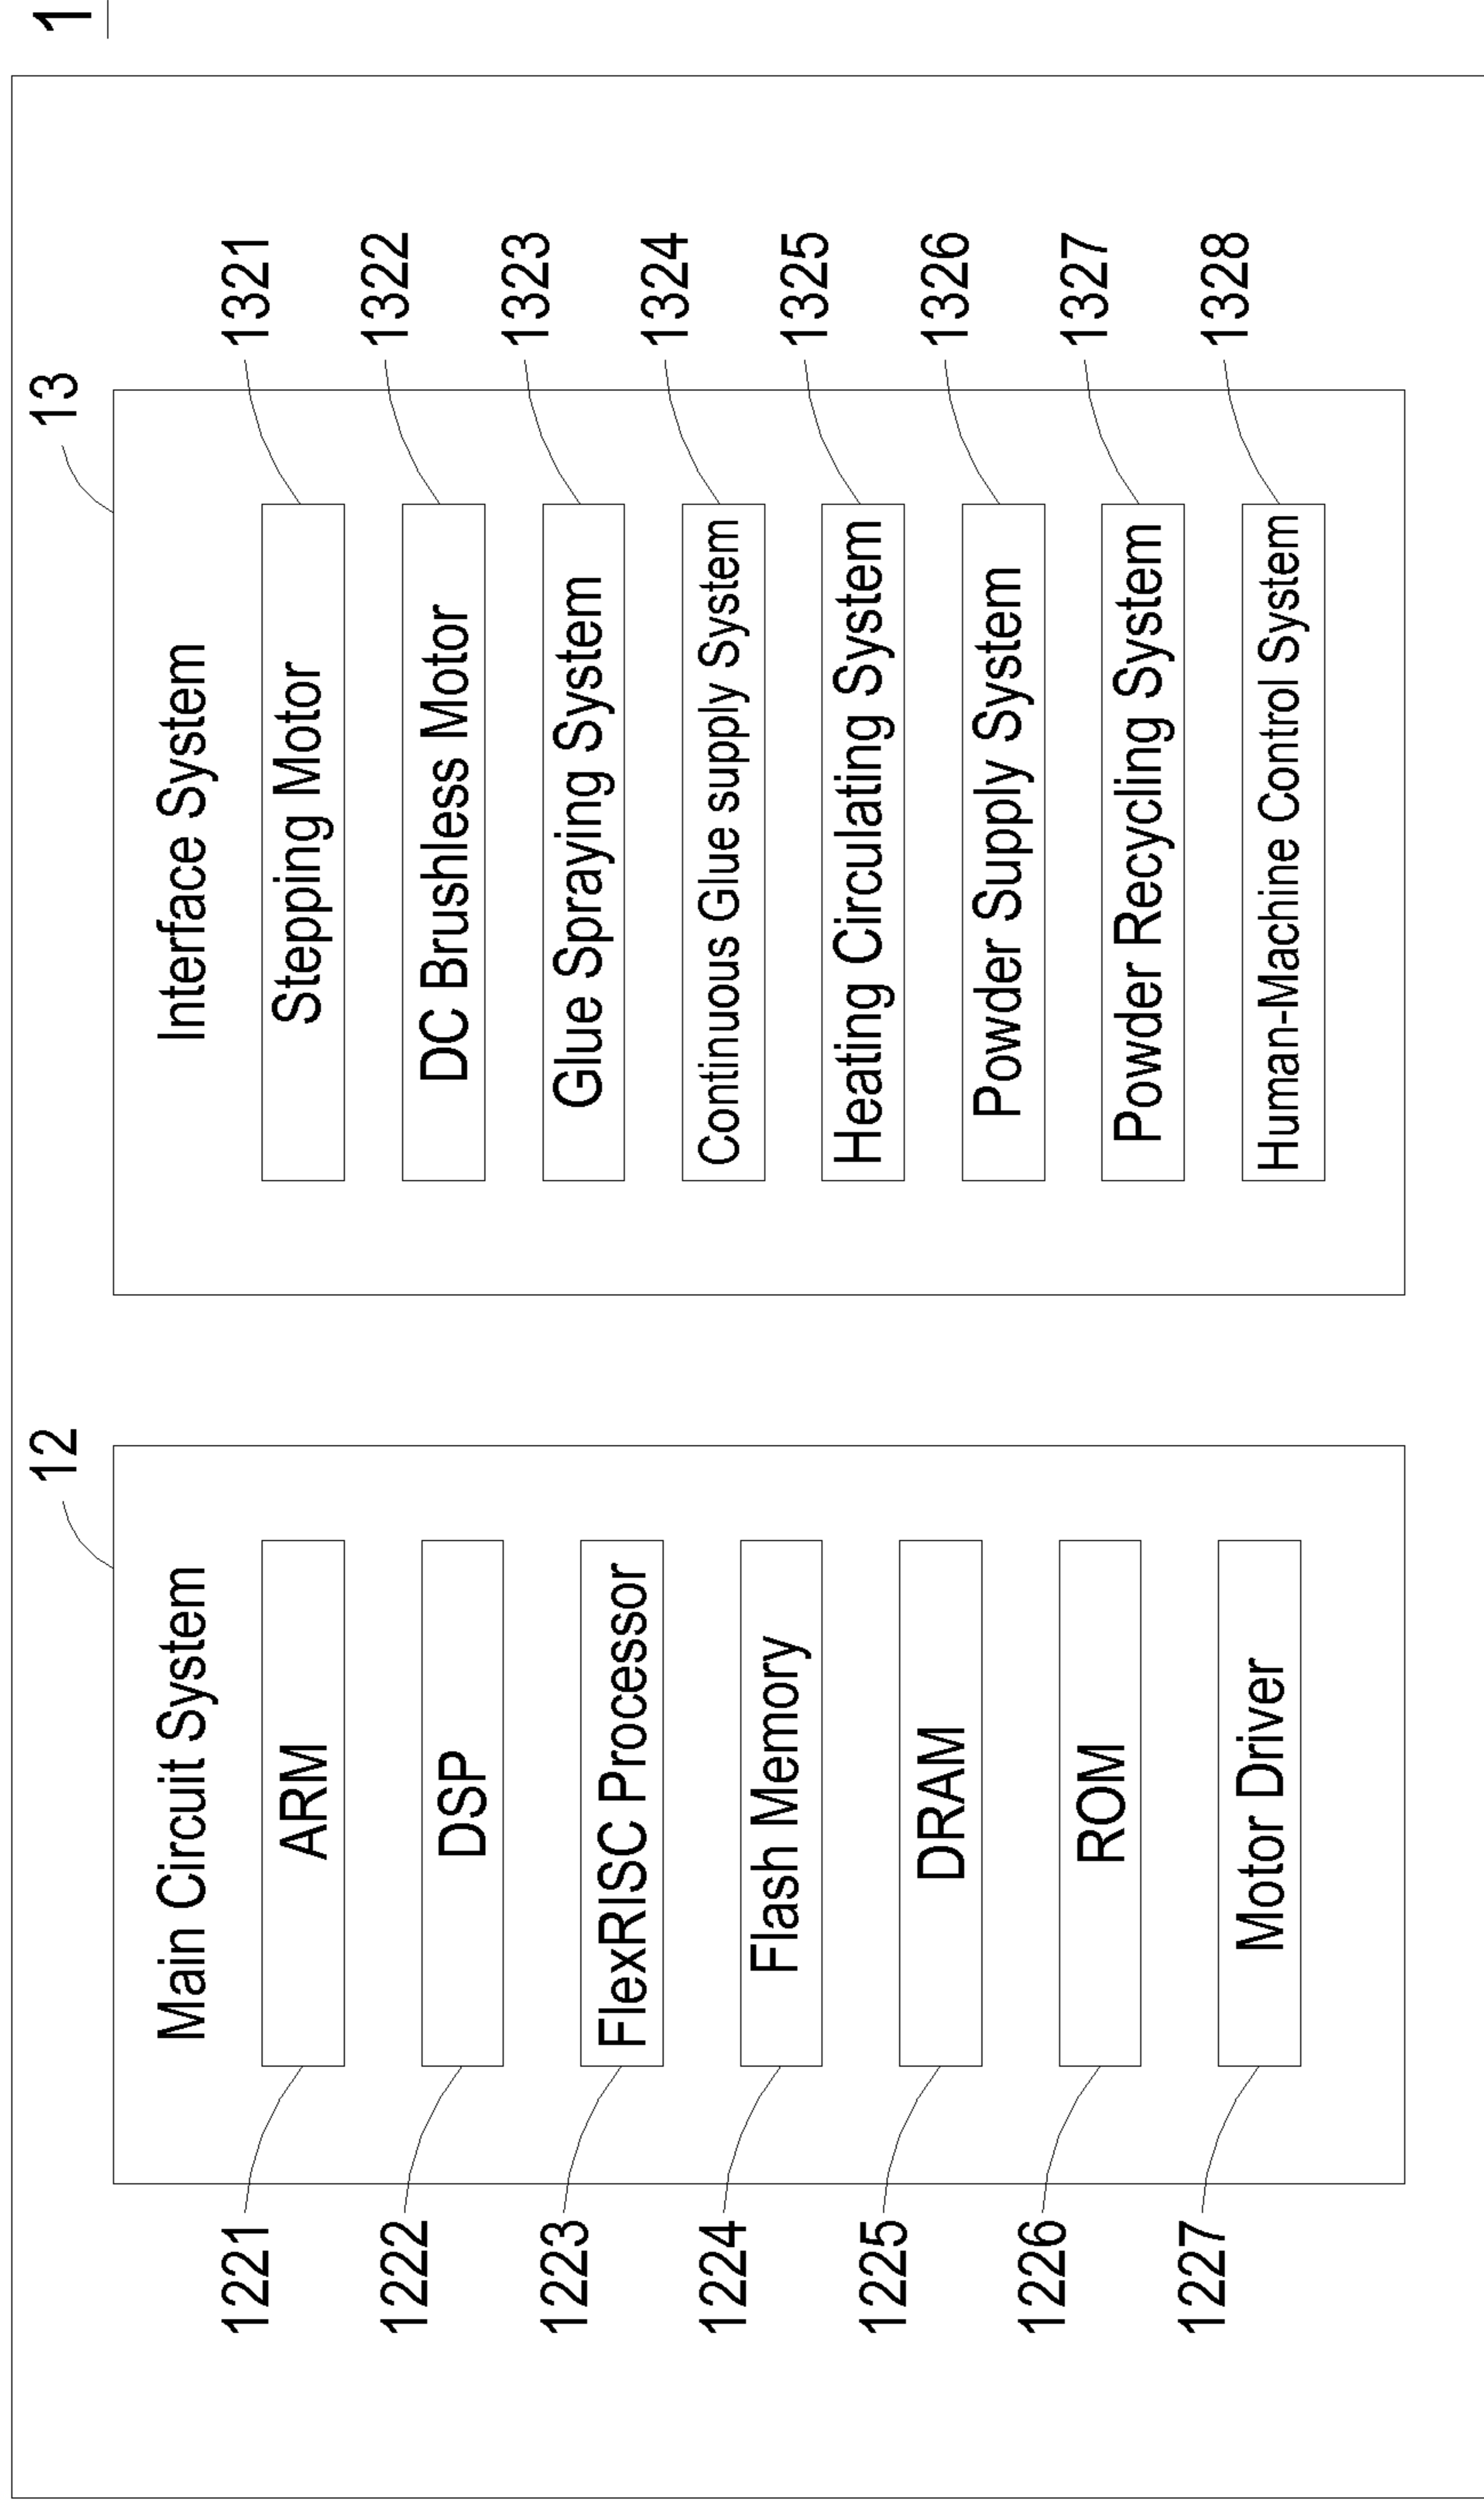 1
12
13
Main Circuit System
1221
ARM
1222
DSP
1223
FlexRISC Processor
1224
Flash Memory
1225
DRAM
1226
ROM
1227
Motor Driver
Interface System
Stepping Motor
1321
DC Brushless Motor
1322
Glue Spraying System
1323
Continuous Glue supply System
1324
Heating Circulating System
1325
Powder Supply System
1326
Powder Recycling System
1327
Human-Machine Control System
1328